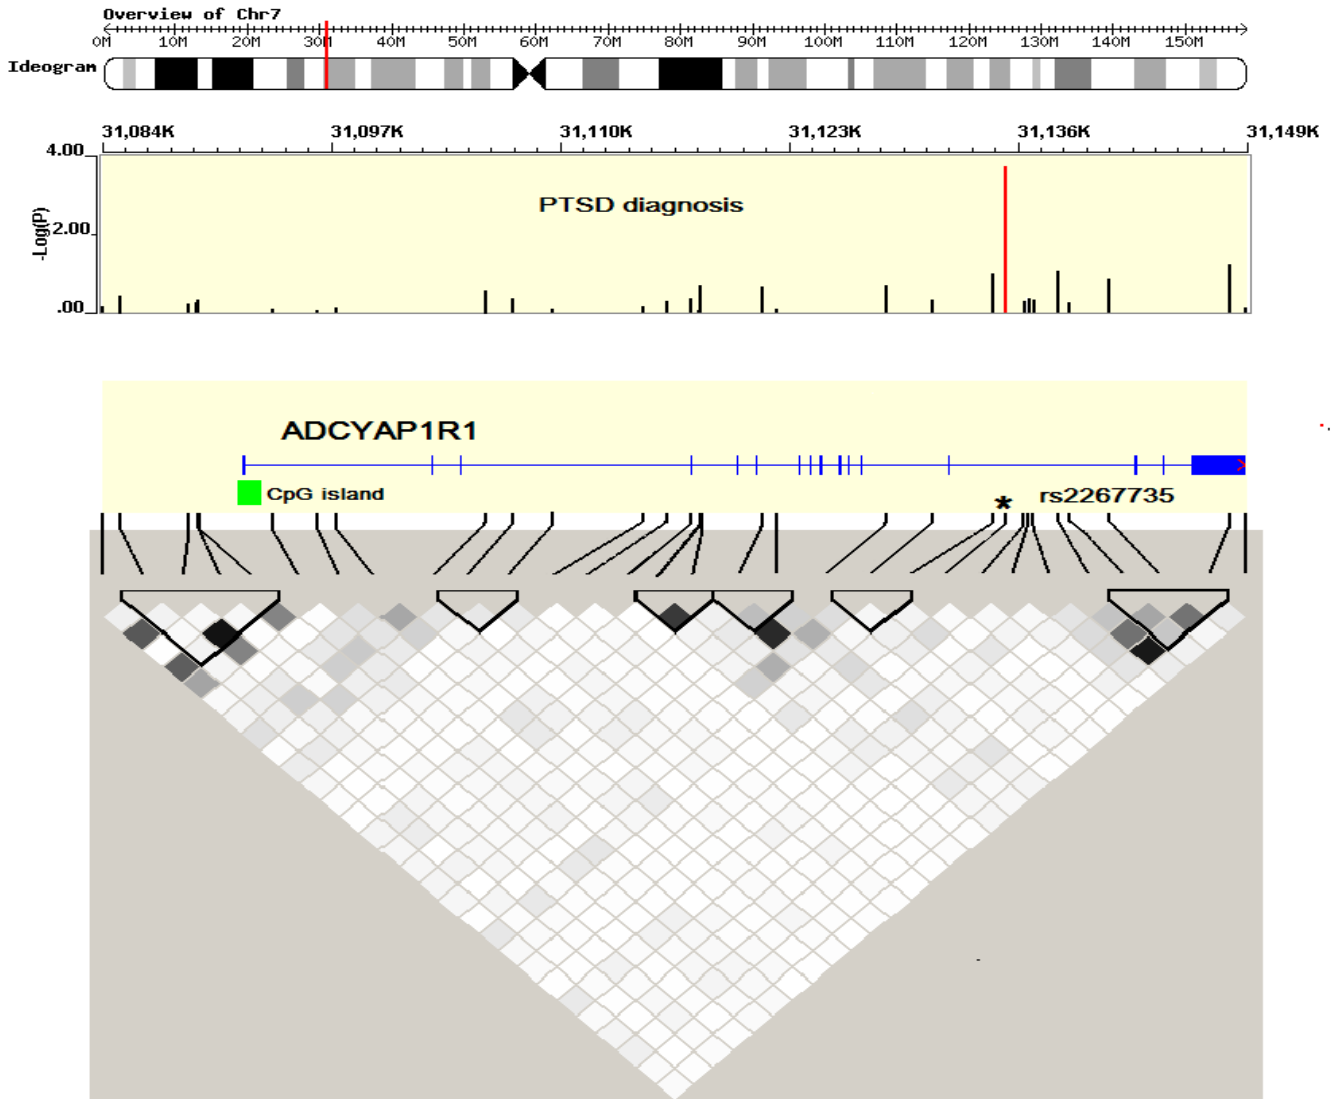 Overview of Chr7
0M 10M 20M 30M 40M 50M 60M 70M 80M 90M 100M 110M 120M 130M 140M 150M
Ideogram
31,084K 31,097K 31,110K 31,123K 31,136K 31,149K
4.00
PTSD diagnosis
-Log(P)
2.00
.00
ADCYAP1R1
CpG island
* rs2267735